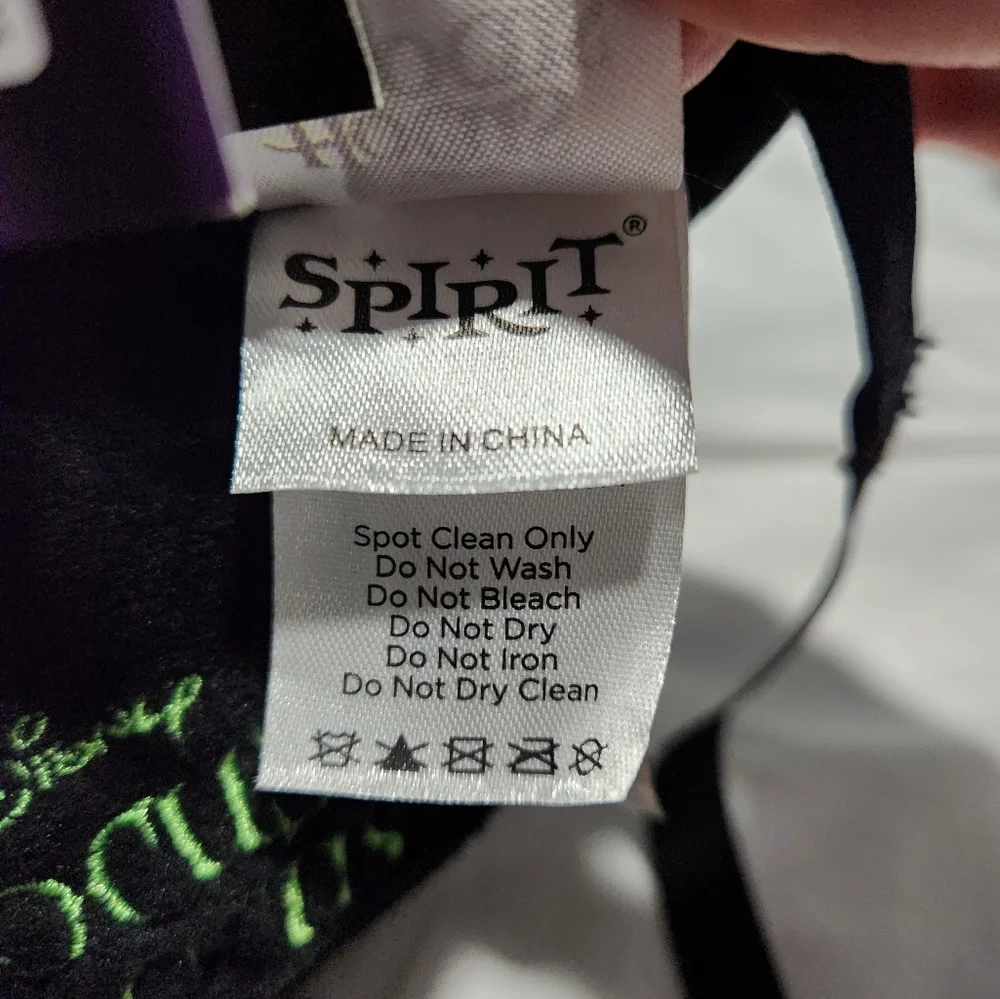 SPIRIT®
MADE IN CHINA
Spot Clean Only
Do Not Wash
Do Not Bleach
Do Not Dry
Do Not Iron
Do Not Dry Clean
Disney